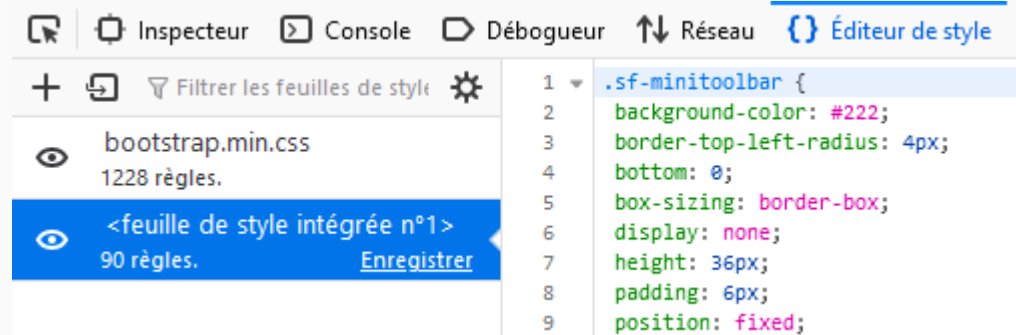 Inspecteur Console Débogueur Réseau {} Éditeur de style
Filtrer les feuilles de style
bootstrap.min.css
1228 règles.
<feuille de style intégrée n°1>
90 règles. Enregistrer
1 .sf-minitoolbar {
2 background-color: #222;
3 border-top-left-radius: 4px;
4 bottom: 0;
5 box-sizing: border-box;
6 display: none;
7 height: 36px;
8 padding: 6px;
9 position: fixed;